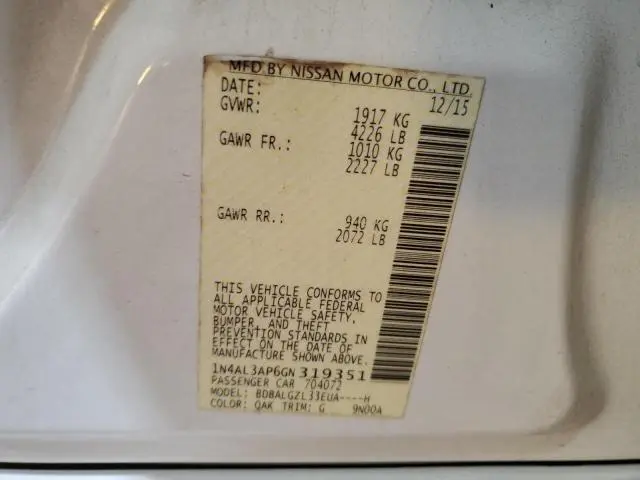 MFD BY NISSAN MOTOR CO., LTD.
DATE: 12/15
GVWR: 1917 KG
4226 LB
GAWR FR.: 1010 KG
2227 LB
GAWR RR.: 940 KG
2072 LB
THIS VEHICLE CONFORMS TO
ALL APPLICABLE FEDERAL
MOTOR VEHICLE SAFETY,
BUMPER, AND THEFT
PREVENTION STANDARDS IN
EFFECT ON THE DATE OF
MANUFACTURE SHOWN ABOVE.
1N4AL3AP6GN319351
PASSENGER CAR 704072
MODEL: BDBALGZL33EUA----H
COLOR: QAK TRIM: G 9N00A